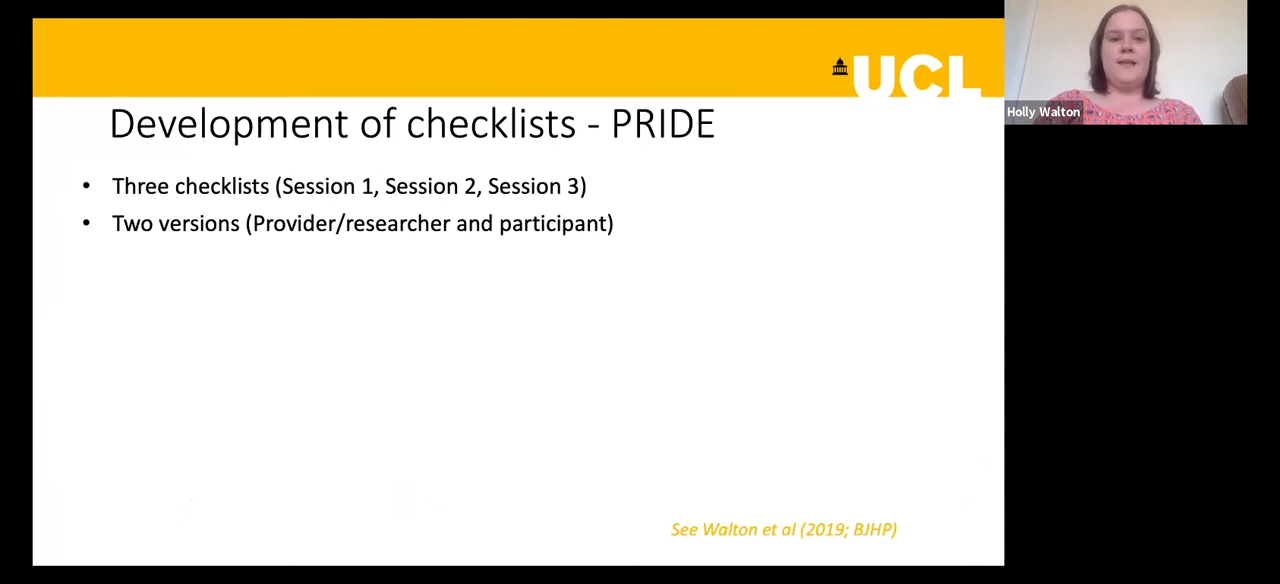 UCL
Holly Walton
Development of checklists - PRIDE
• Three checklists (Session 1, Session 2, Session 3)
• Two versions (Provider/researcher and participant)
See Walton et al (2019; BJHP)